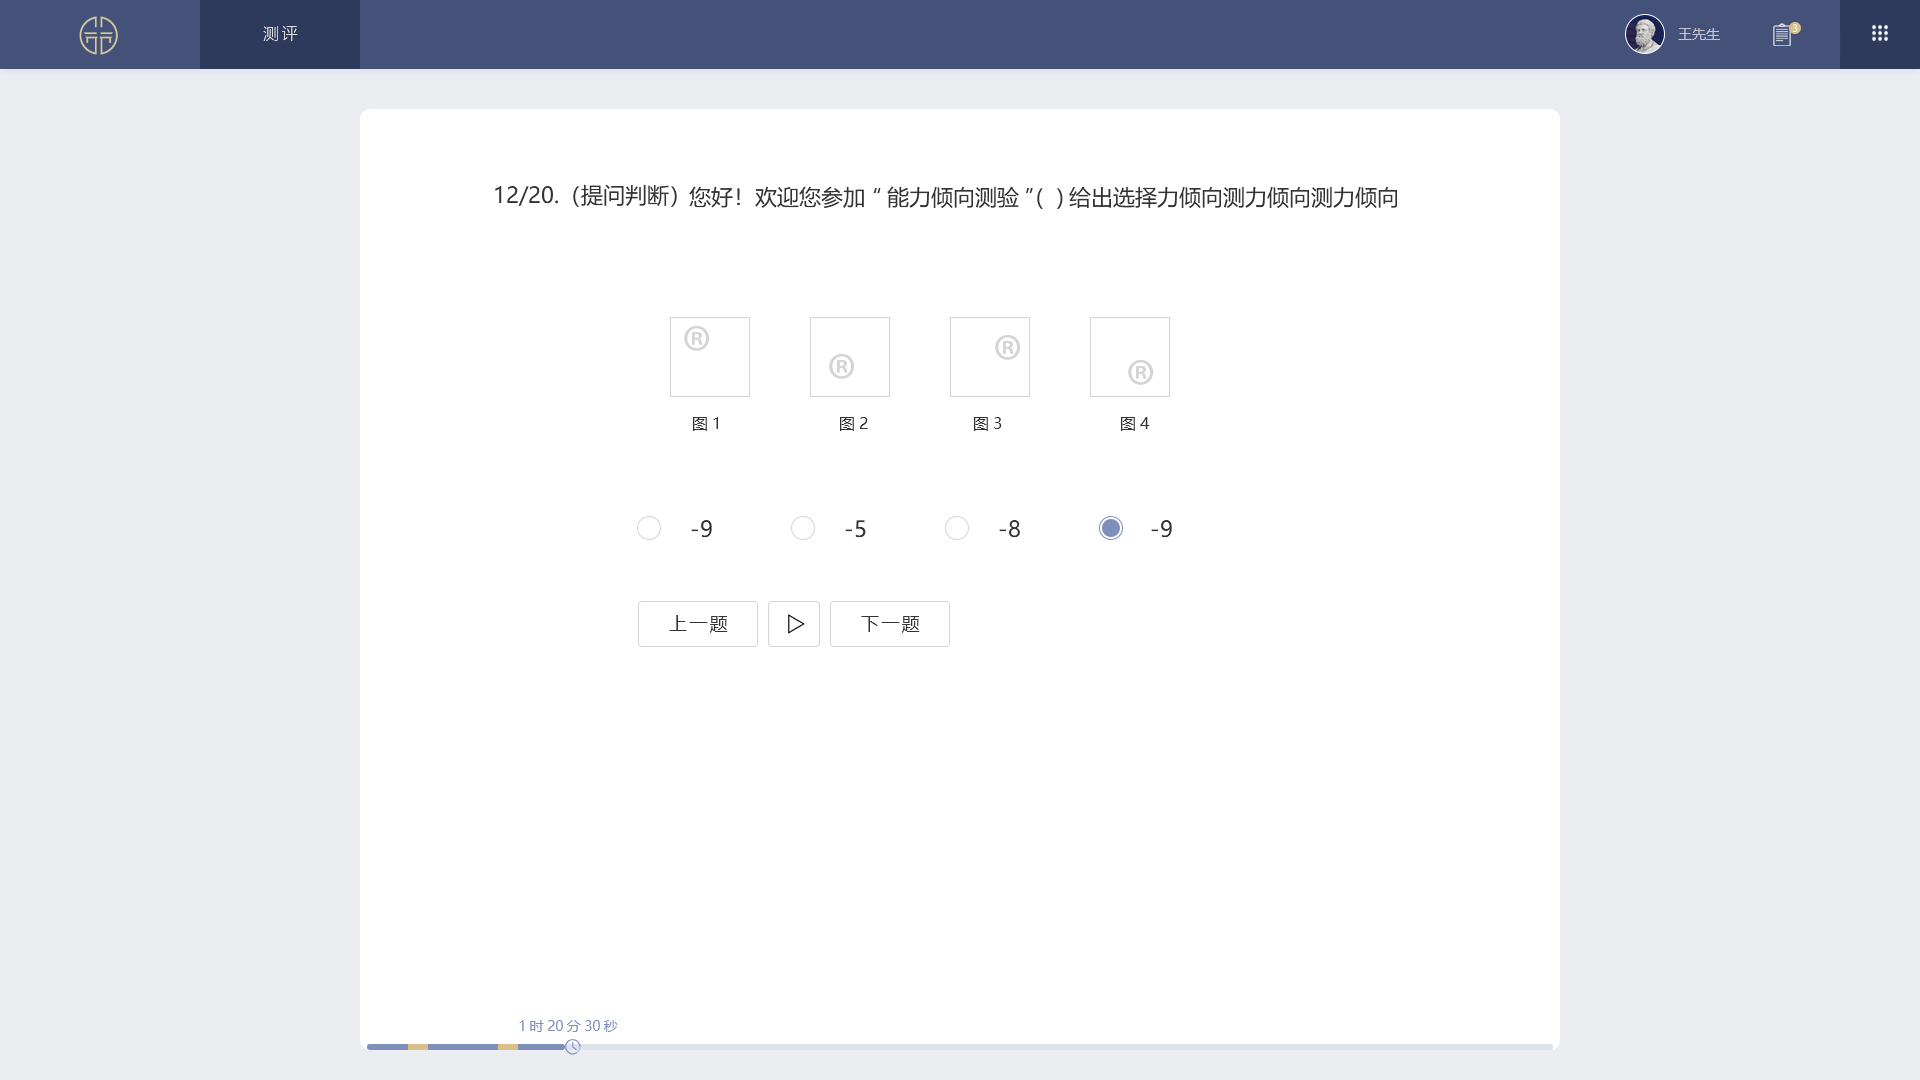 测评
王先生
3
12/20.（提问判断）您好！欢迎您参加 “ 能力倾向测验 ”(  ) 给出选择力倾向测力倾向测力倾向
® ® ® ®
图 1 图 2 图 3 图 4
-9 -5 -8 -9
上一题 下一题
1 时 20 分 30 秒